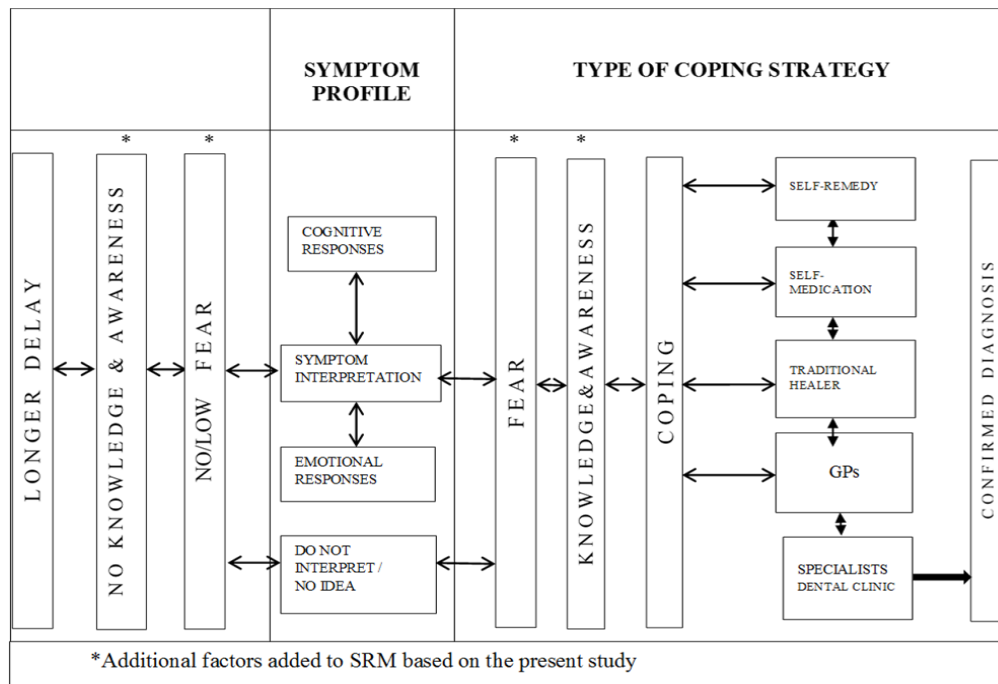 SYMPTOM
PROFILE
TYPE OF COPING STRATEGY
* *
* *
LONGER DELAY
NO KNOWLEDGE & AWARENESS
NO/LOW FEAR
COGNITIVE
RESPONSES
SYMPTOM
INTERPRETATION
EMOTIONAL
RESPONSES
DO NOT
INTERPRET /
NO IDEA
FEAR
KNOWLEDGE&AWARENESS
COPING
SELF-REMEDY
SELF-
MEDICATION
TRADITIONAL
HEALER
GPs
SPECIALISTS
DENTAL CLINIC
CONFIRMED DIAGNOSIS
*Additional factors added to SRM based on the present study